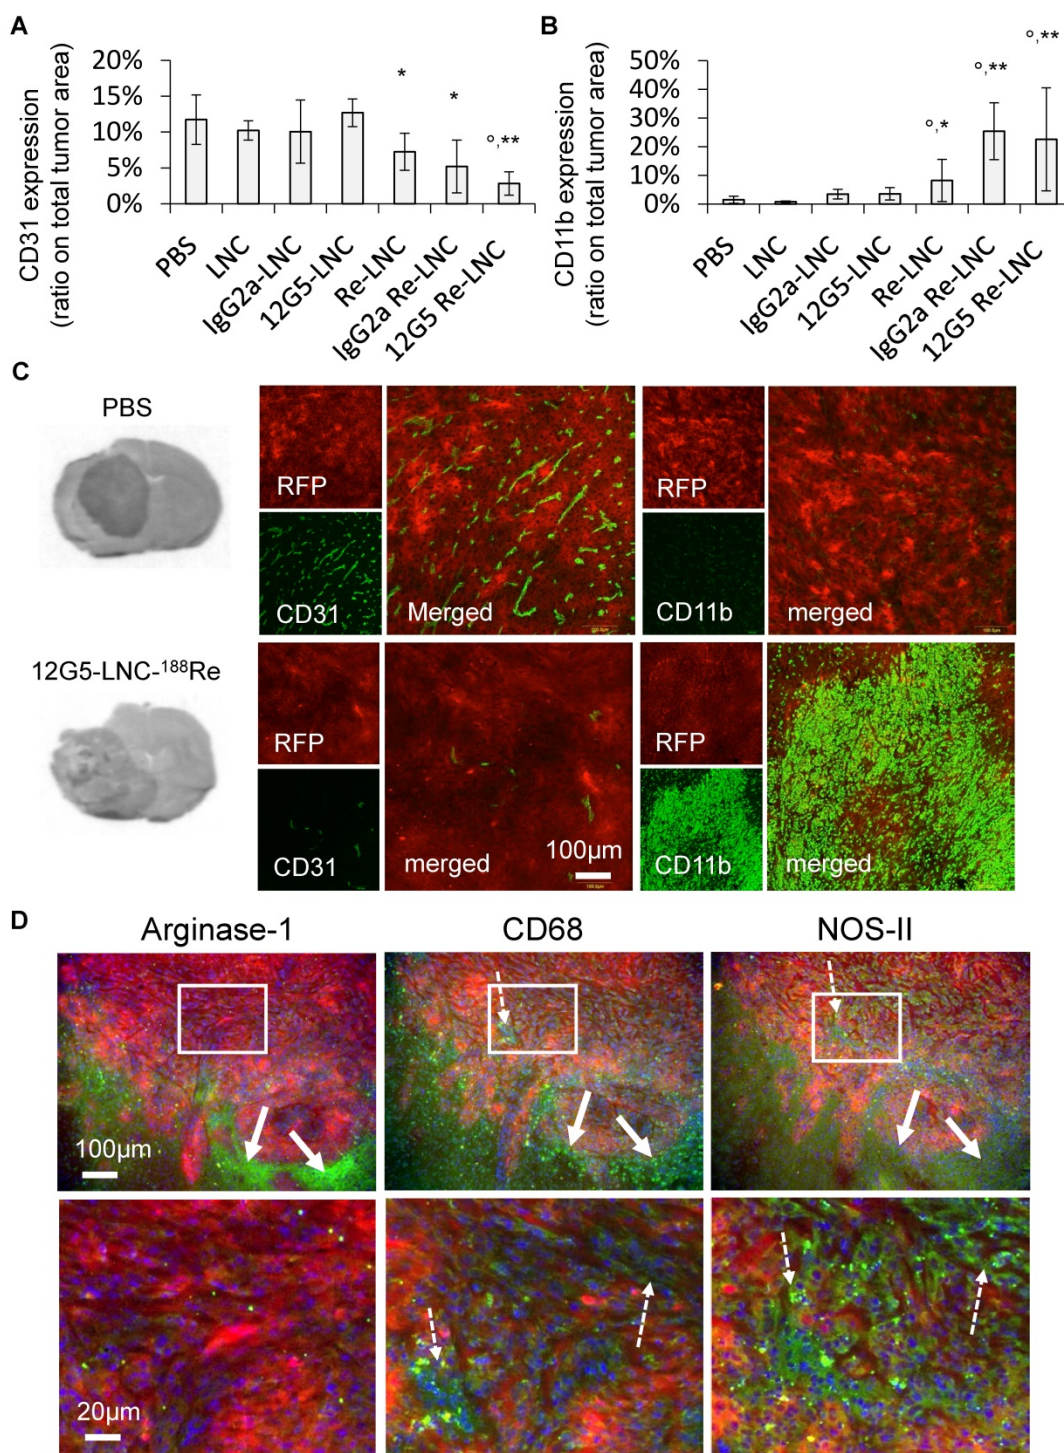 A
CD31 expression
(ratio on total tumor area)
20%
15%
10%
5%
0%
*
*
°,**
PBS
LNC
IgG2a-LNC
12G5-LNC
Re-LNC
IgG2a Re-LNC
12G5 Re-LNC
B
CD11b expression
(ratio on total tumor area)
50%
40%
30%
20%
10%
0%
°,*
°,**
°,**
PBS
LNC
IgG2a-LNC
12G5-LNC
Re-LNC
IgG2a Re-LNC
12G5 Re-LNC
C
PBS
RFP
CD31
Merged
RFP
CD11b
merged
12G5-LNC-¹⁸⁸Re
RFP
CD31
merged
100µm
RFP
CD11b
merged
D
Arginase-1
CD68
NOS-II
100µm
20µm